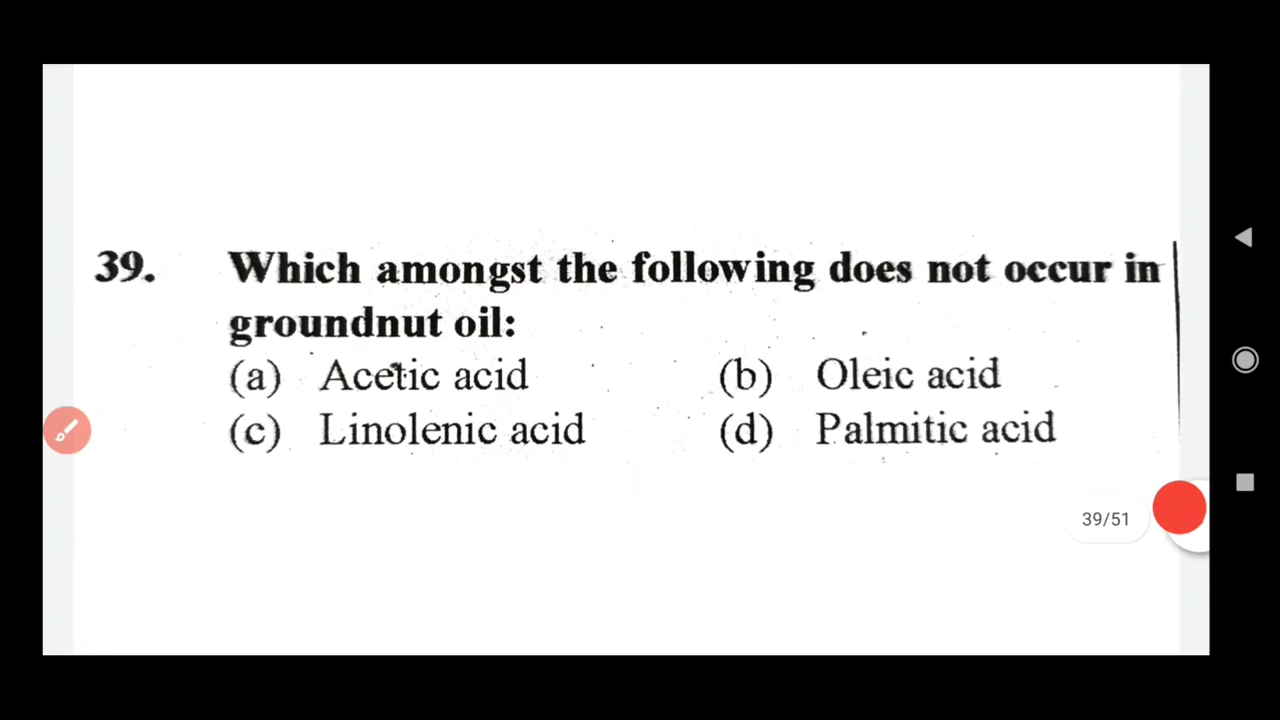 39. Which amongst the following does not occur in
groundnut oil:
(a) Acetic acid (b) Oleic acid
(c) Linolenic acid (d) Palmitic acid
39/51